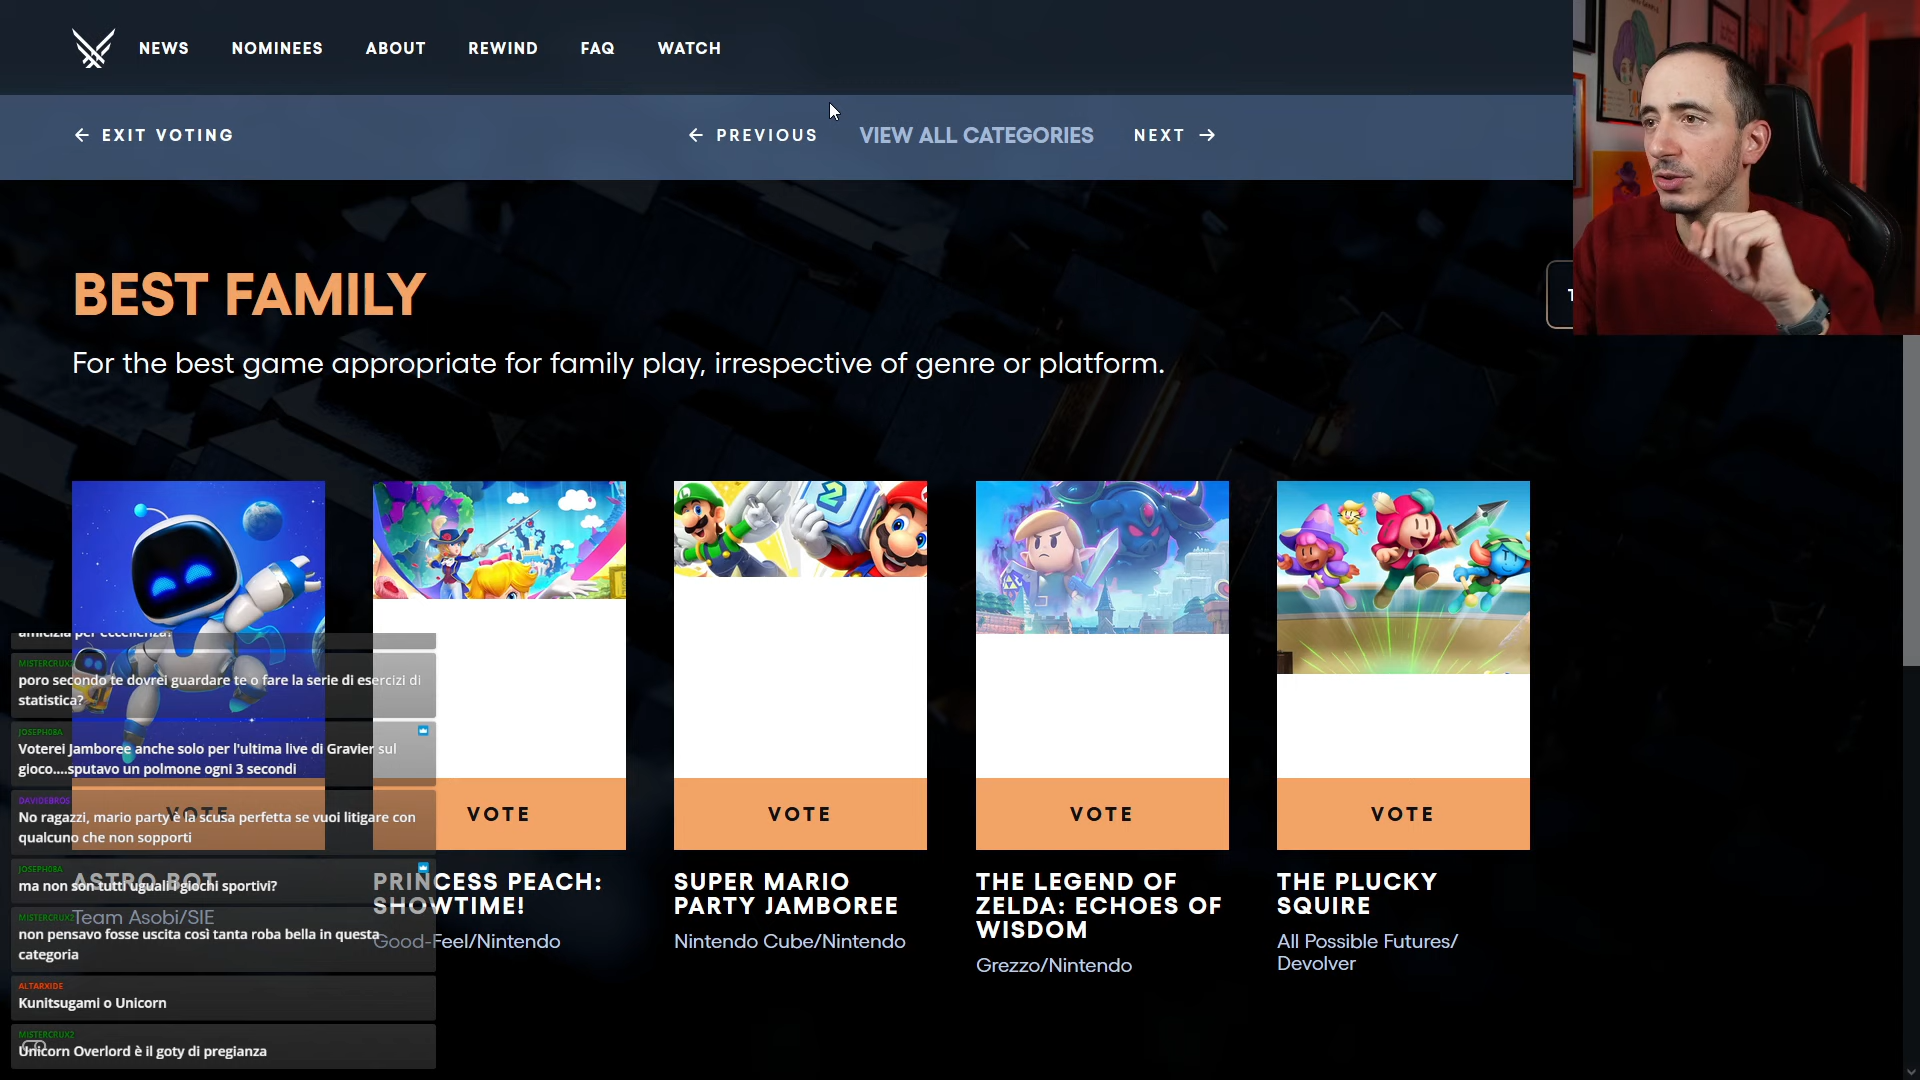 NEWS NOMINEES ABOUT REWIND FAQ WATCH
← EXIT VOTING
← PREVIOUS
VIEW ALL CATEGORIES
NEXT →
BEST FAMILY
For the best game appropriate for family play, irrespective of genre or platform.
VOTE
ASTRO BOT
Team Asobi/SIE
VOTE
PRINCESS PEACH:
SHOWTIME!
Good-Feel/Nintendo
2
VOTE
SUPER MARIO
PARTY JAMBOREE
Nintendo Cube/Nintendo
VOTE
THE LEGEND OF
ZELDA: ECHOES OF
WISDOM
Grezzo/Nintendo
VOTE
THE PLUCKY
SQUIRE
All Possible Futures/
Devolver
amicizia per eccellenza!
MISTERCRUX2
poro secondo te dovrei guardare te o fare la serie di esercizi di
statistica?
JOSEPH08A
Voterei Jamboree anche solo per l'ultima live di Gravier sul
gioco....sputavo un polmone ogni 3 secondi
DAVIDEBROS
No ragazzi, mario party è la scusa perfetta se vuoi litigare con
qualcuno che non sopporti
JOSEPH08A
ma non son tutti uguali i giochi sportivi?
MISTERCRUX2
non pensavo fosse uscita così tanta roba bella in questa
categoria
ALTARXIDE
Kunitsugami o Unicorn
MISTERCRUX2
Unicorn Overlord è il goty di pregianza